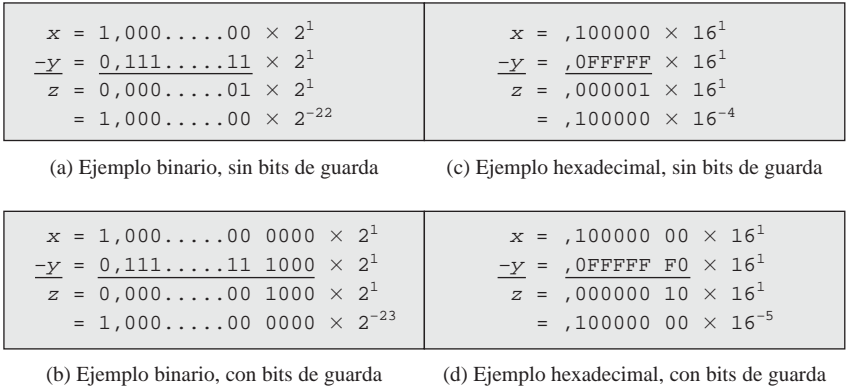 x = 1,000.....00 × 2¹
-y = 0,111.....11 × 2¹
z = 0,000.....01 × 2¹
= 1,000.....00 × 2⁻²²
(a) Ejemplo binario, sin bits de guarda
x = ,100000 × 16¹
-y = ,0FFFFF × 16¹
z = ,000001 × 16¹
= ,100000 × 16⁻⁴
(c) Ejemplo hexadecimal, sin bits de guarda
x = 1,000.....00 0000 × 2¹
-y = 0,111.....11 1000 × 2¹
z = 0,000.....00 1000 × 2¹
= 1,000.....00 0000 × 2⁻²³
(b) Ejemplo binario, con bits de guarda
x = ,100000 00 × 16¹
-y = ,0FFFFF F0 × 16¹
z = ,000000 10 × 16¹
= ,100000 00 × 16⁻⁵
(d) Ejemplo hexadecimal, con bits de guarda